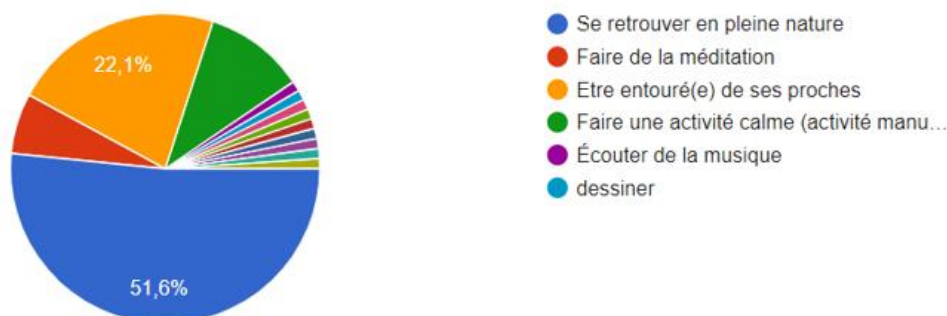 22,1%
51,6%
Se retrouver en pleine nature
Faire de la méditation
Etre entouré(e) de ses proches
Faire une activité calme (activité manu...
Écouter de la musique
dessiner